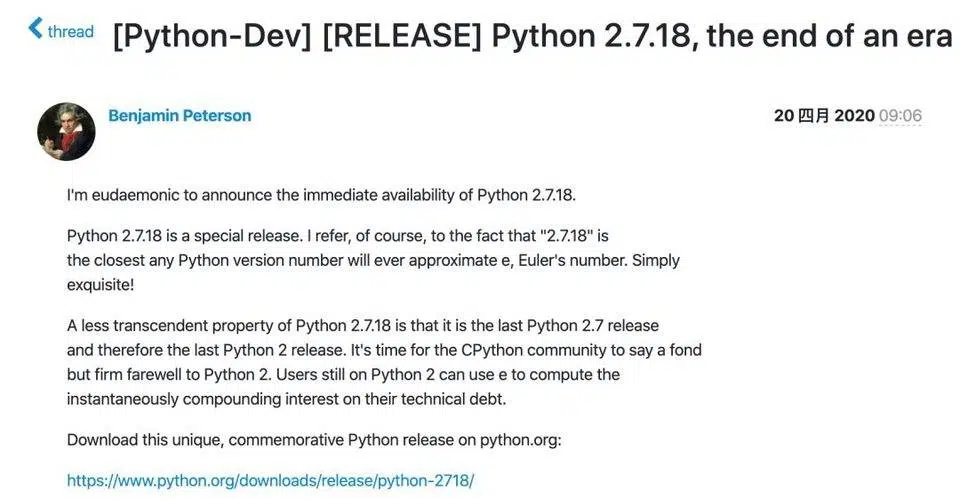 thread
[Python-Dev] [RELEASE] Python 2.7.18, the end of an era
Benjamin Peterson
20 四月 2020 09:06
I'm eudaemonic to announce the immediate availability of Python 2.7.18.
Python 2.7.18 is a special release. I refer, of course, to the fact that "2.7.18" is
the closest any Python version number will ever approximate e, Euler's number. Simply
exquisite!
A less transcendent property of Python 2.7.18 is that it is the last Python 2.7 release
and therefore the last Python 2 release. It's time for the CPython community to say a fond
but firm farewell to Python 2. Users still on Python 2 can use e to compute the
instantaneously compounding interest on their technical debt.
Download this unique, commemorative Python release on python.org:
https://www.python.org/downloads/release/python-2718/